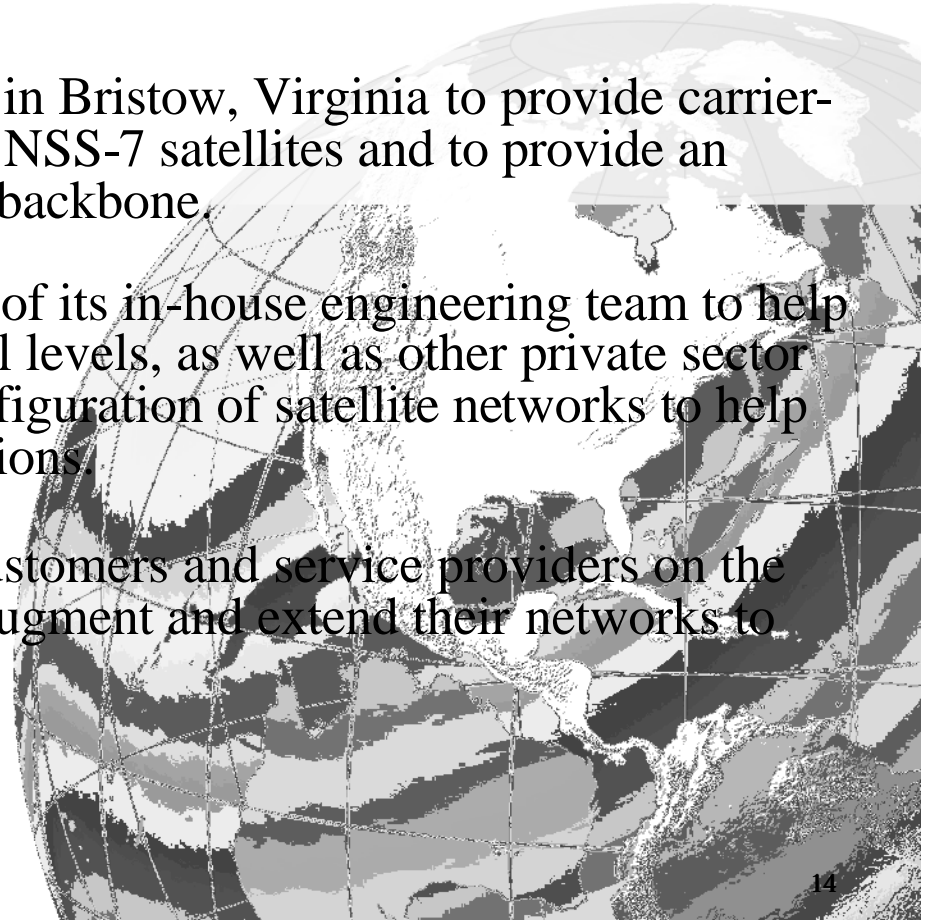 in Bristow, Virginia to provide carrier-
NSS-7 satellites and to provide an
backbone.
of its in-house engineering team to help
l levels, as well as other private sector
figuration of satellite networks to help
ions.
ustomers and service providers on the
ugment and extend their networks to
14